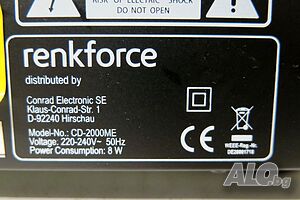 RISK OF ELECTRIC SHOCK
DO NOT OPEN
renkforce
distributed by
Conrad Electronic SE
Klaus-Conrad-Str. 1
D-92240 Hirschau
Model-No.: CD-2000ME
Voltage: 220-240V~ 50Hz
Power Consumption: 8 W
CE
WEEE-Reg.-Nr.
DE28001718
ALO.bg